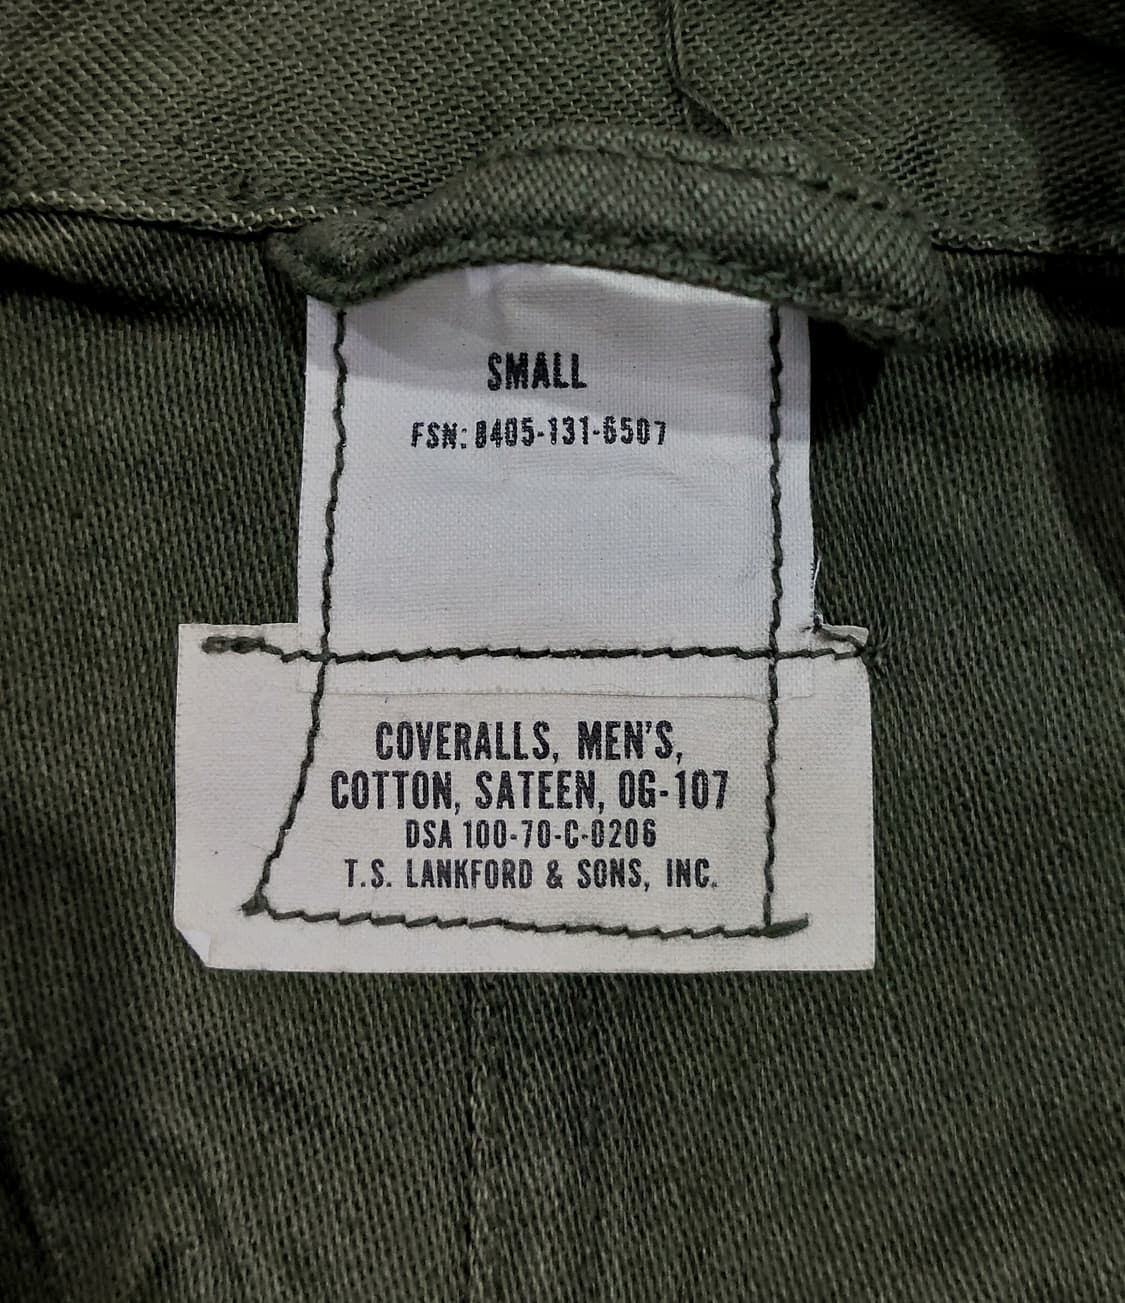 SMALL
FSN: 8405-131-6507
COVERALLS, MEN'S,
COTTON, SATEEN, OG-107
DSA 100-70-C-0206
T.S. LANKFORD & SONS, INC.